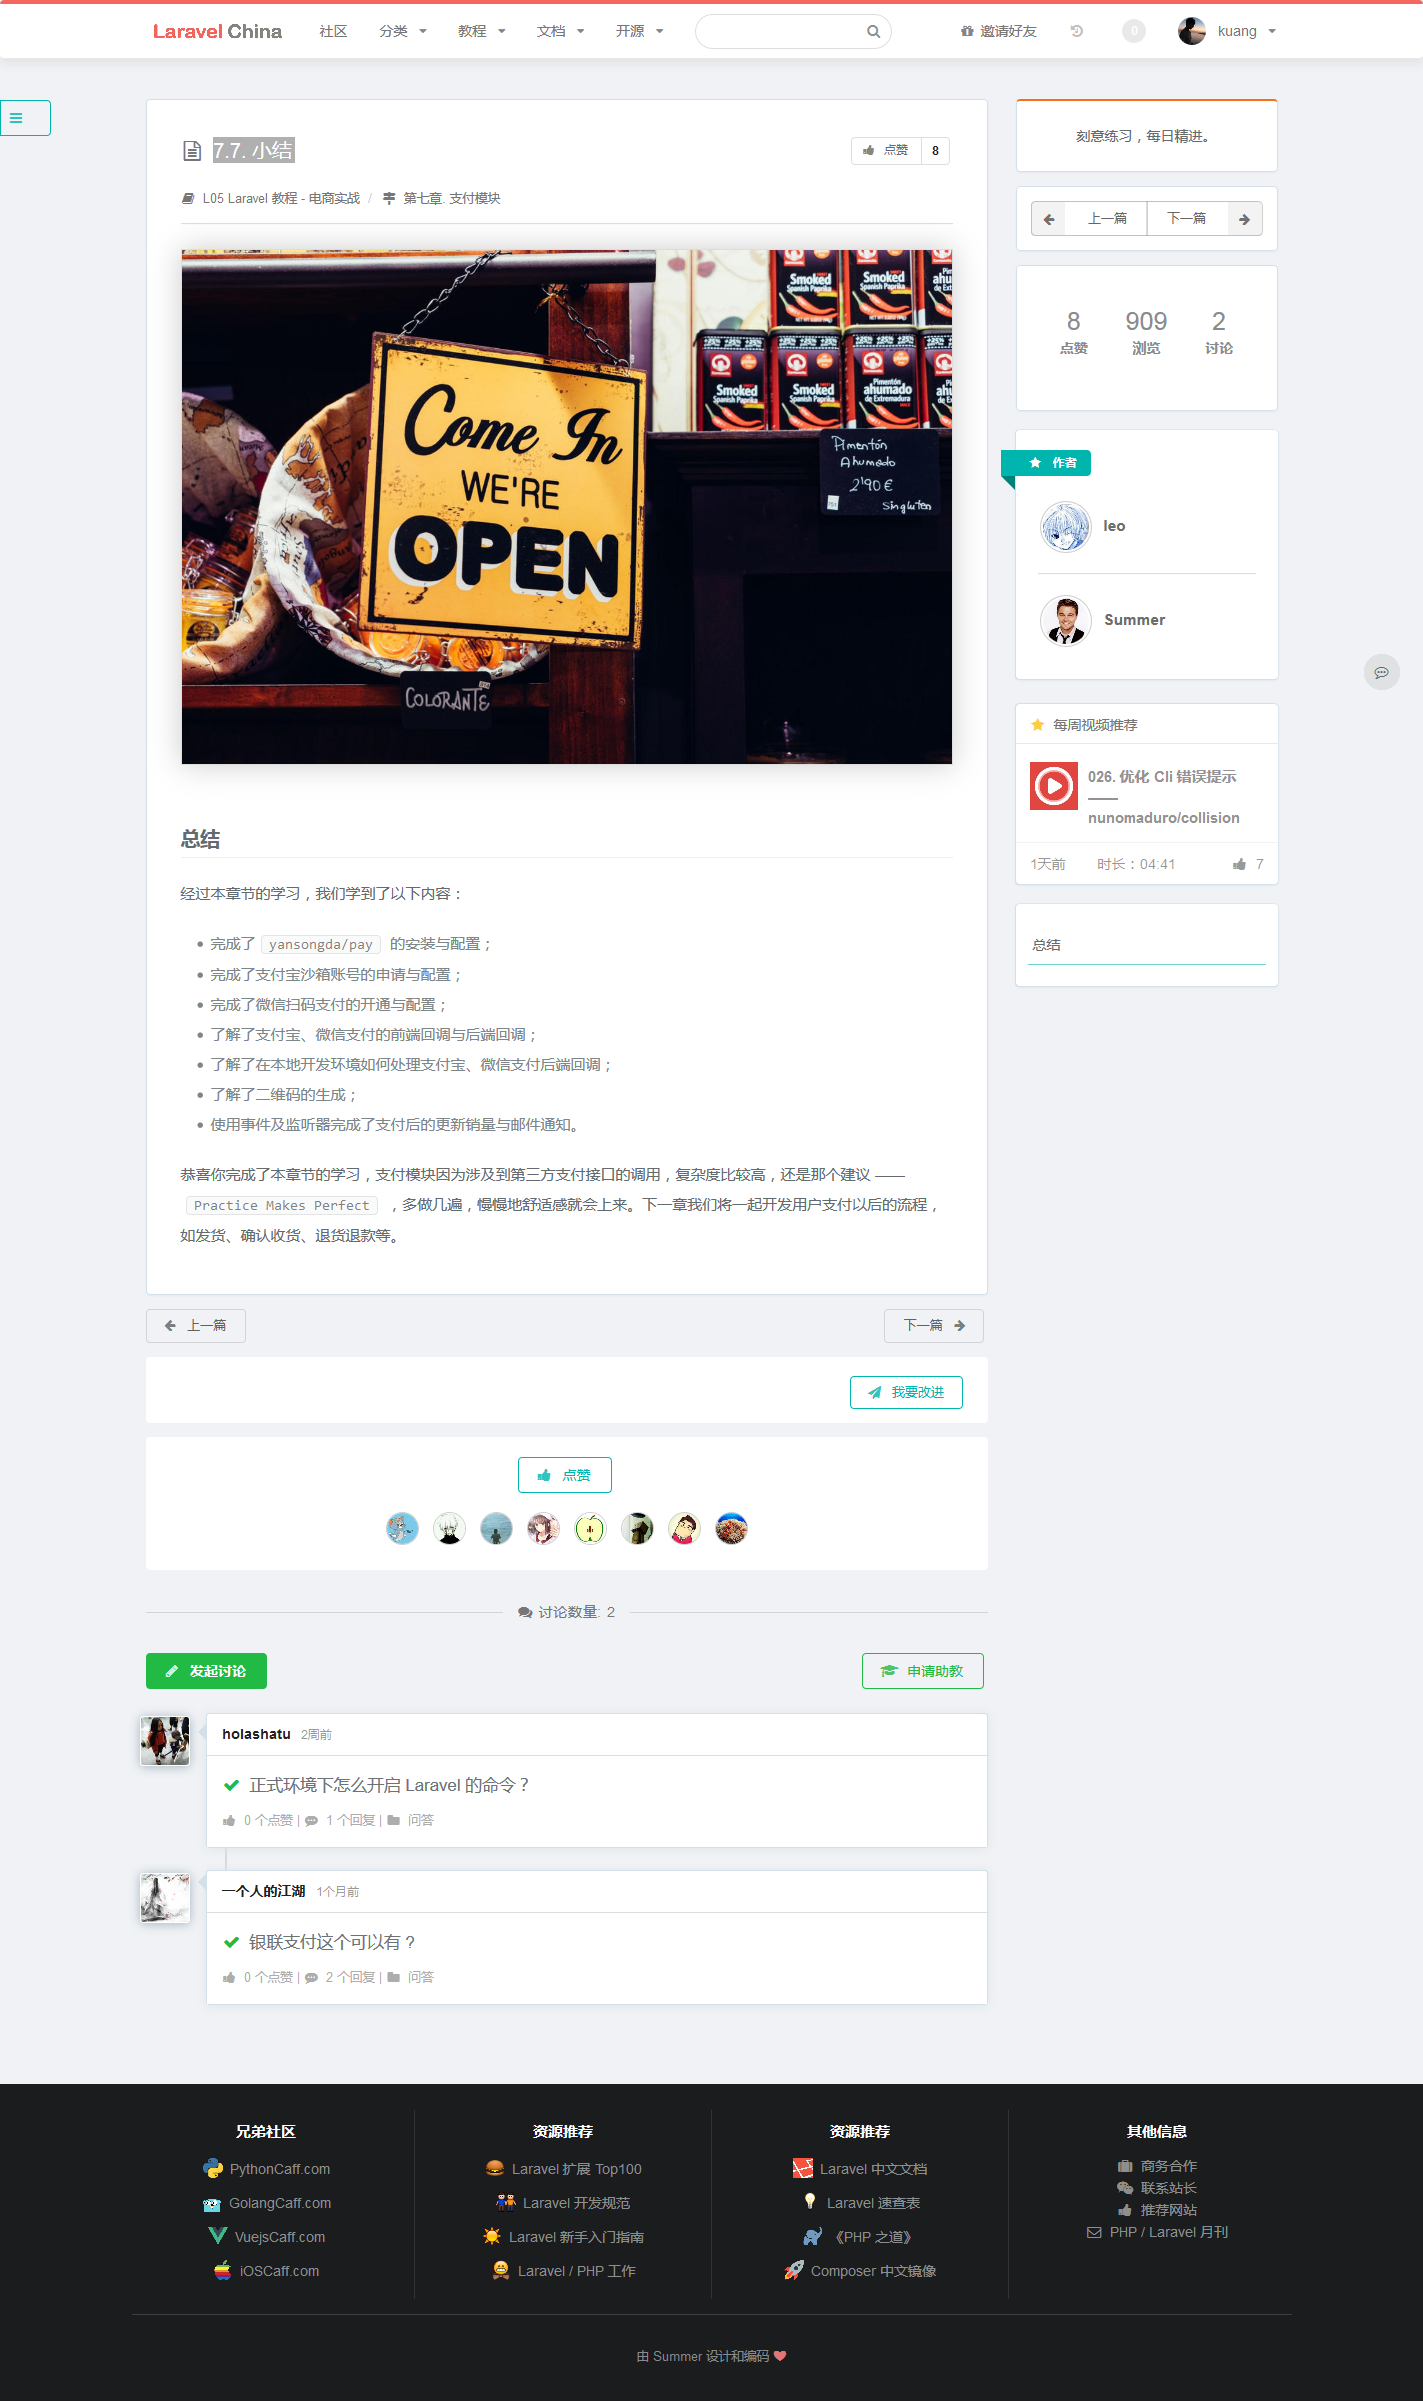 Laravel China 社区 分类 教程 文档 开源 邀请好友 0 kuang
7.7. 小结
点赞 8
L05 Laravel 教程 - 电商实战 / 第七章. 支付模块
Come In
WE'RE
OPEN
COLORANTE
Smoked
Spanish Paprika
Smoked
Spanish Paprika
Smoked
Spanish Paprika
Smoked
Spanish Paprika
Pimentón
ahumado
de Extremadura
Pimentón
Ahumado
2'90 €
Singluten
总结
经过本章节的学习，我们学到了以下内容：
• 完成了 yansongda/pay 的安装与配置；
• 完成了支付宝沙箱账号的申请与配置；
• 完成了微信扫码支付的开通与配置；
• 了解了支付宝、微信支付的前端回调与后端回调；
• 了解了在本地开发环境如何处理支付宝、微信支付后端回调；
• 了解了二维码的生成；
• 使用事件及监听器完成了支付后的更新销量与邮件通知。
恭喜你完成了本章节的学习，支付模块因为涉及到第三方支付接口的调用，复杂度比较高，还是那个建议 ——
Practice Makes Perfect ，多做几遍，慢慢地舒适感就会上来。下一章我们将一起开发用户支付以后的流程，
如发货、确认收货、退货退款等。
上一篇 下一篇
我要改进
点赞
讨论数量: 2
发起讨论 申请助教
holashatu 2周前
正式环境下怎么开启 Laravel 的命令？
0 个点赞 | 1 个回复 | 问答
一个人的江湖 1个月前
银联支付这个可以有？
0 个点赞 | 2 个回复 | 问答
刻意练习，每日精进。
上一篇 下一篇
8 909 2
点赞 浏览 讨论
作者
leo
Summer
每周视频推荐
026. 优化 Cli 错误提示
——
nunomaduro/collision
1天前 时长：04:41 7
总结
兄弟社区
PythonCaff.com
GolangCaff.com
VuejsCaff.com
iOSCaff.com
资源推荐
Laravel 扩展 Top100
Laravel 开发规范
Laravel 新手入门指南
Laravel / PHP 工作
资源推荐
Laravel 中文文档
Laravel 速查表
《PHP 之道》
Composer 中文镜像
其他信息
商务合作
联系站长
推荐网站
PHP / Laravel 月刊
由 Summer 设计和编码